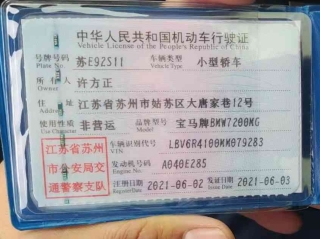 中华人民共和国机动车行驶证
Vehicle License of the People's Republic of China
号牌号码 苏E9Z511 车辆类型 小型轿车
Plate No. Vehicle Type
所有人 许方正
Owner
住址 江苏省苏州市姑苏区大唐家巷12号
Address
使用性质 非营运 品牌型号 宝马牌BMW7200MG
Use Character Model
江苏省苏州市公安局交通警察支队
车辆识别代号 LBV6R4100MM079283
VIN
发动机号码 A040E285
Engine No.
注册日期 2021-06-02 发证日期 2021-06-03
Register Date Issue Date